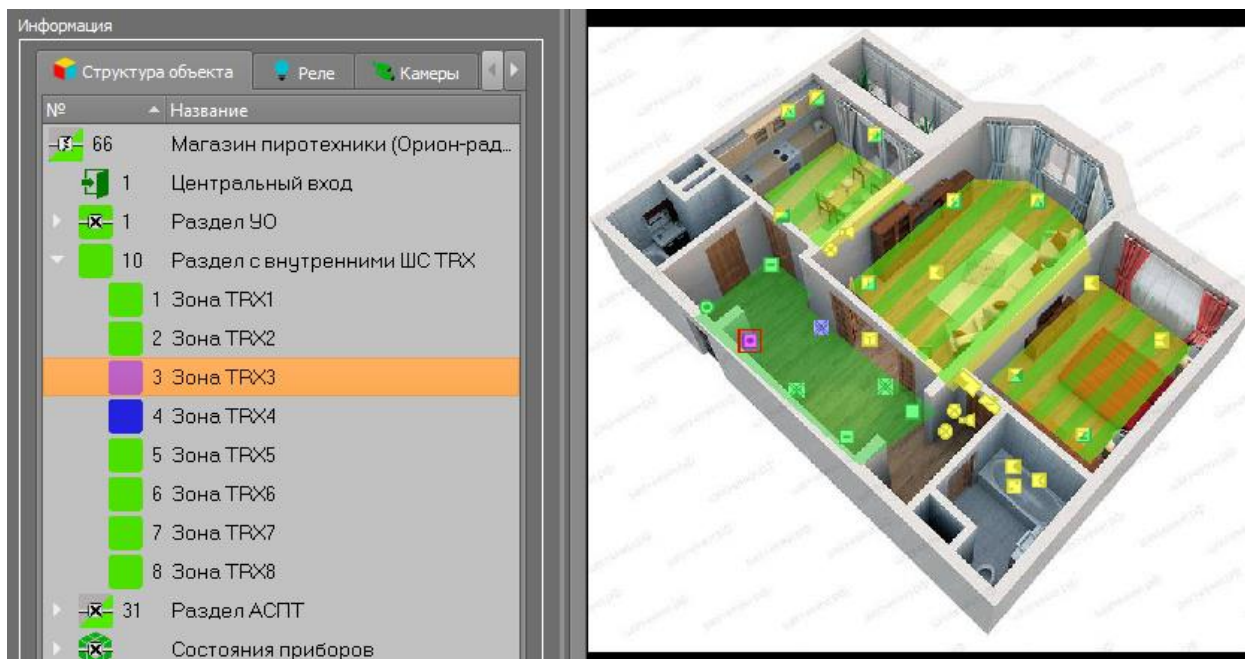 Информация
Структура объекта
Реле
Камеры
№ Название
66 Магазин пиротехники (Орион-рад...
1 Центральный вход
1 Раздел УО
10 Раздел с внутренними ШС TRX
1 Зона TRX1
2 Зона TRX2
3 Зона TRX3
4 Зона TRX4
5 Зона TRX5
6 Зона TRX6
7 Зона TRX7
8 Зона TRX8
31 Раздел АСПТ
Состояния приборов